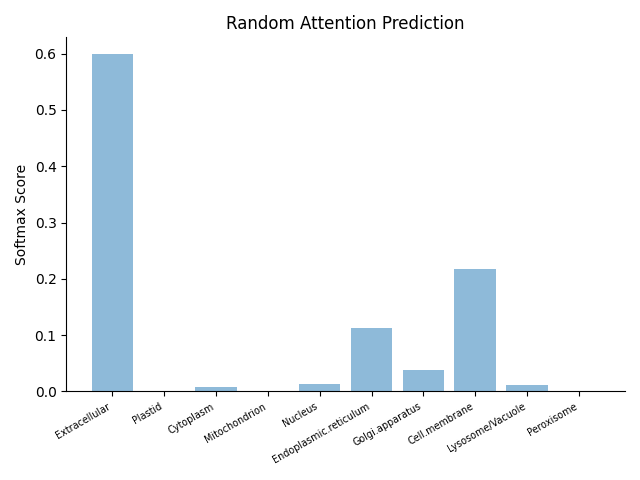 Random Attention Prediction
Softmax Score
0.6
0.5
0.4
0.3
0.2
0.1
0.0
Extracellular
Plastid
Cytoplasm
Mitochondrion
Nucleus
Endoplasmic.reticulum
Golgi.apparatus
Cell.membrane
Lysosome/Vacuole
Peroxisome